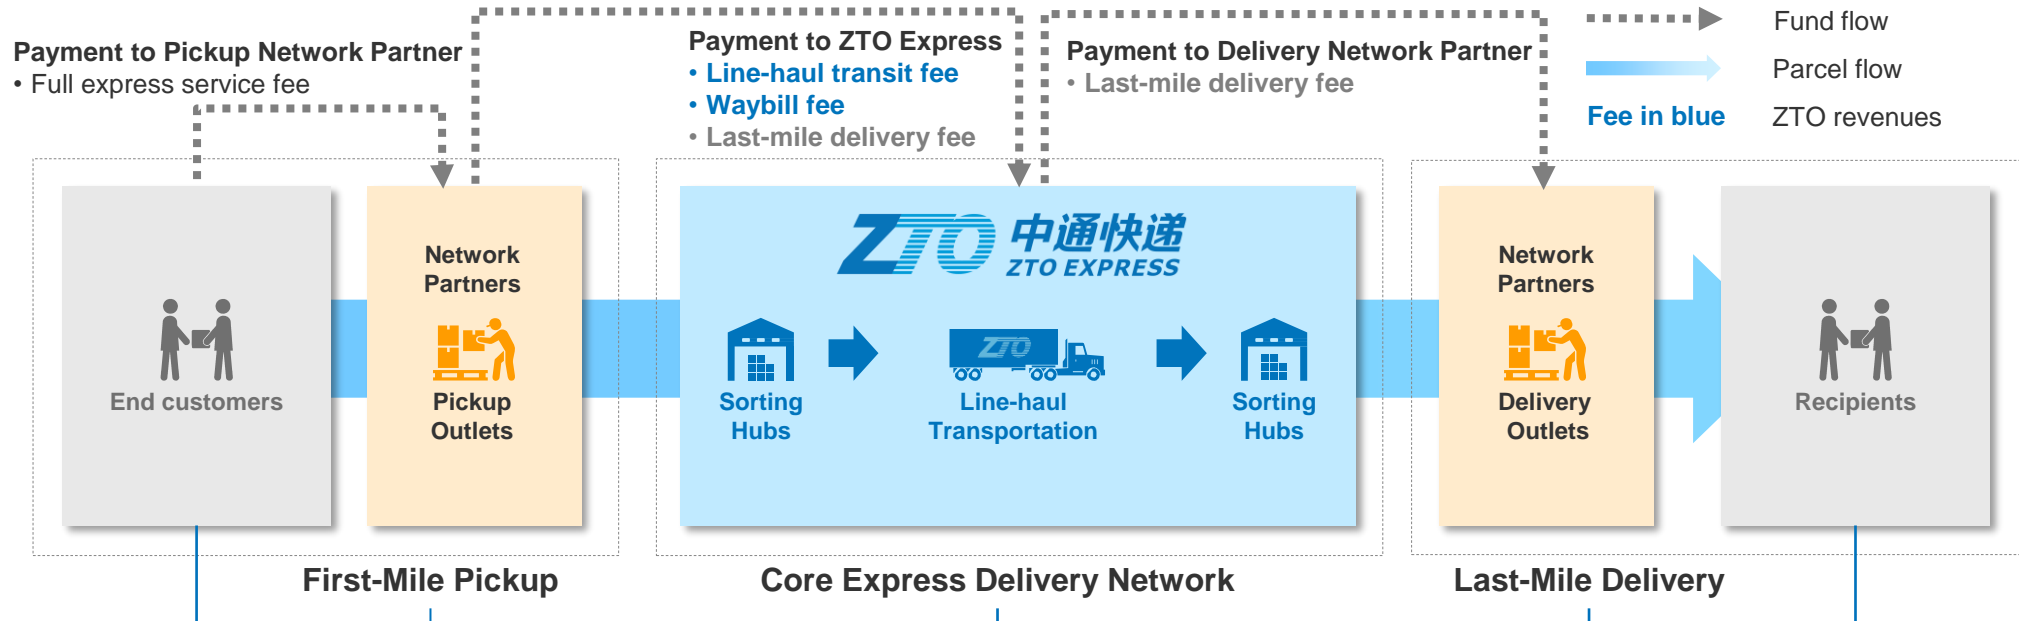 Payment to Pickup Network Partner
• Full express service fee
Payment to ZTO Express
• Line-haul transit fee
• Waybill fee
• Last-mile delivery fee
Payment to Delivery Network Partner
• Last-mile delivery fee
Fund flow
Parcel flow
Fee in blue
ZTO revenues
End customers
Network
Partners
Pickup
Outlets
ZTO 中通快递
ZTO EXPRESS
Sorting
Hubs
ZTO
Line-haul
Transportation
Sorting
Hubs
Network
Partners
Delivery
Outlets
Recipients
First-Mile Pickup
Core Express Delivery Network
Last-Mile Delivery